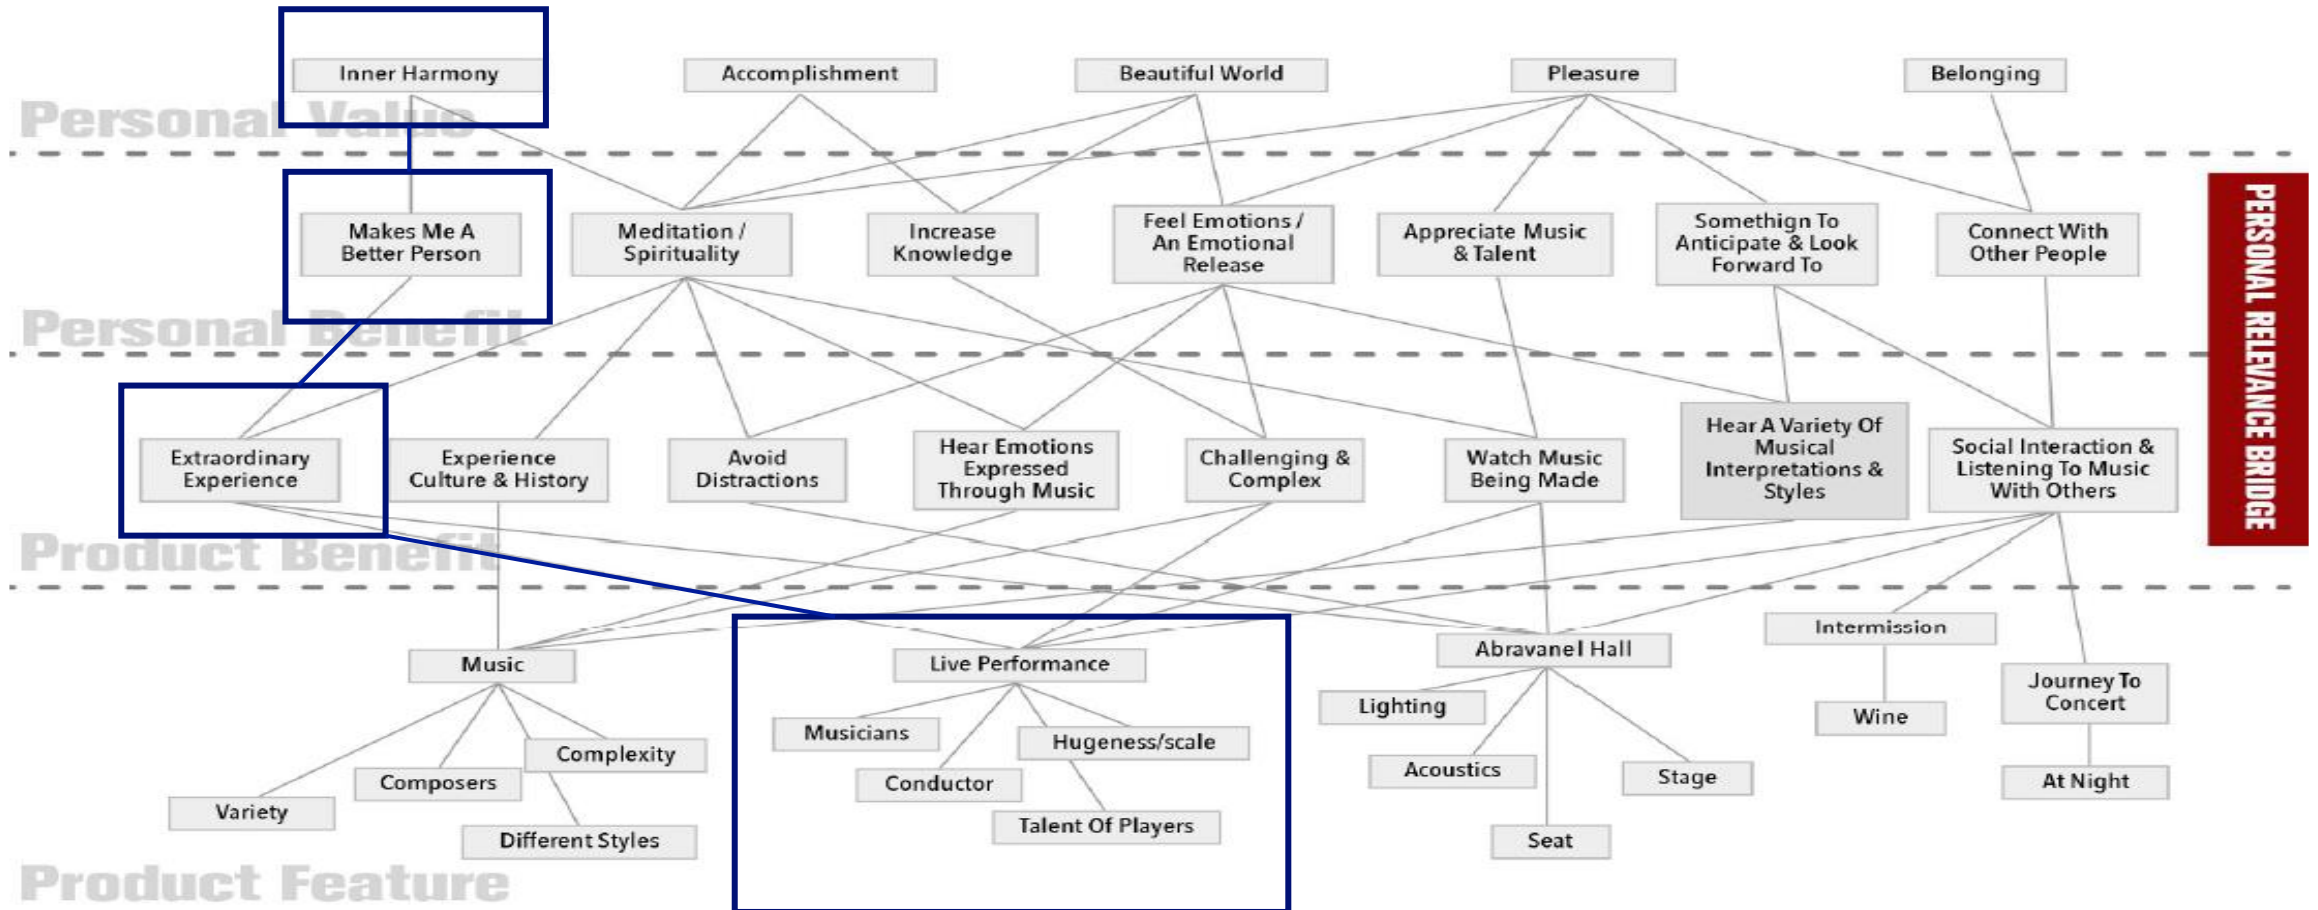 Inner Harmony
Accomplishment
Beautiful World
Pleasure
Belonging
Personal Value
Makes Me A
Better Person
Meditation /
Spirituality
Increase
Knowledge
Feel Emotions /
An Emotional
Release
Appreciate Music
& Talent
Somethign To
Anticipate & Look
Forward To
Connect With
Other People
PERSONAL RELEVANCE BRIDGE
Personal Benefit
Extraordinary
Experience
Experience
Culture & History
Avoid
Distractions
Hear Emotions
Expressed
Through Music
Challenging &
Complex
Watch Music
Being Made
Hear A Variety Of
Musical
Interpretations &
Styles
Social Interaction &
Listening To Music
With Others
Product Benefit
Music
Live Performance
Abravanel Hall
Intermission
Journey To
Concert
Variety
Composers
Complexity
Different Styles
Musicians
Conductor
Hugeness/scale
Talent Of Players
Lighting
Acoustics
Seat
Stage
Wine
At Night
Product Feature